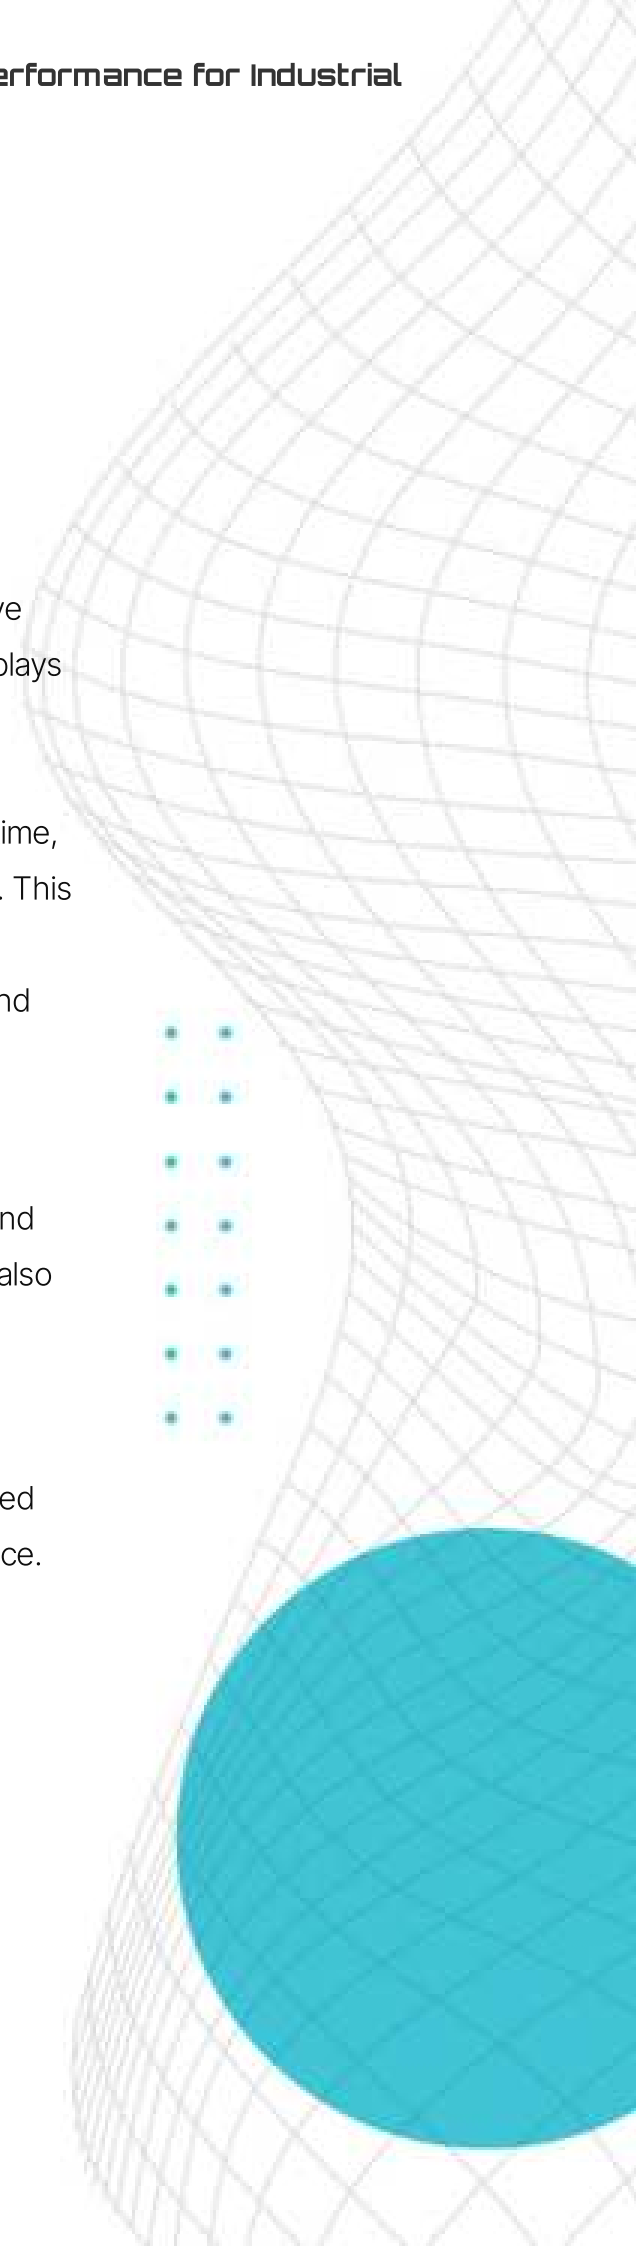 erformance for Industrial
ve
plays
ime,
. This
nd
nd
also
ed
ce.